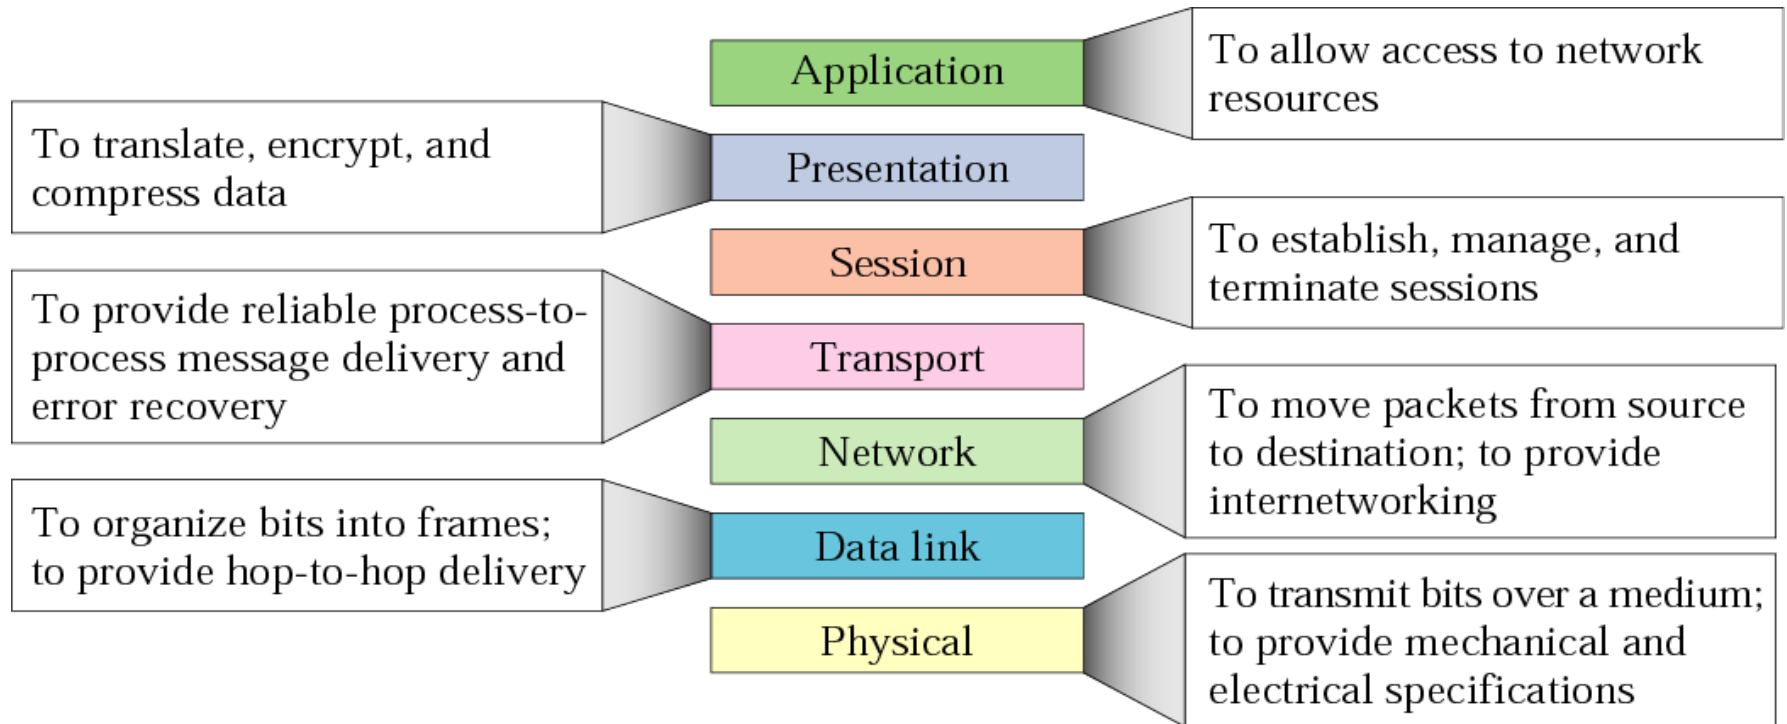 Application
To allow access to network
resources
To translate, encrypt, and
compress data
Presentation
Session
To establish, manage, and
terminate sessions
To provide reliable process-to-
process message delivery and
error recovery
Transport
Network
To move packets from source
to destination; to provide
internetworking
To organize bits into frames;
to provide hop-to-hop delivery
Data link
Physical
To transmit bits over a medium;
to provide mechanical and
electrical specifications